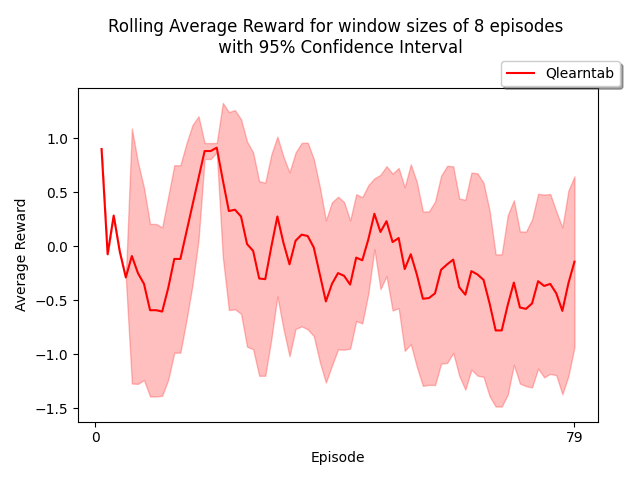 Rolling Average Reward for window sizes of 8 episodes
with 95% Confidence Interval
Qlearntab
1.0
0.5
0.0
−0.5
−1.0
−1.5
Average Reward
0
79
Episode